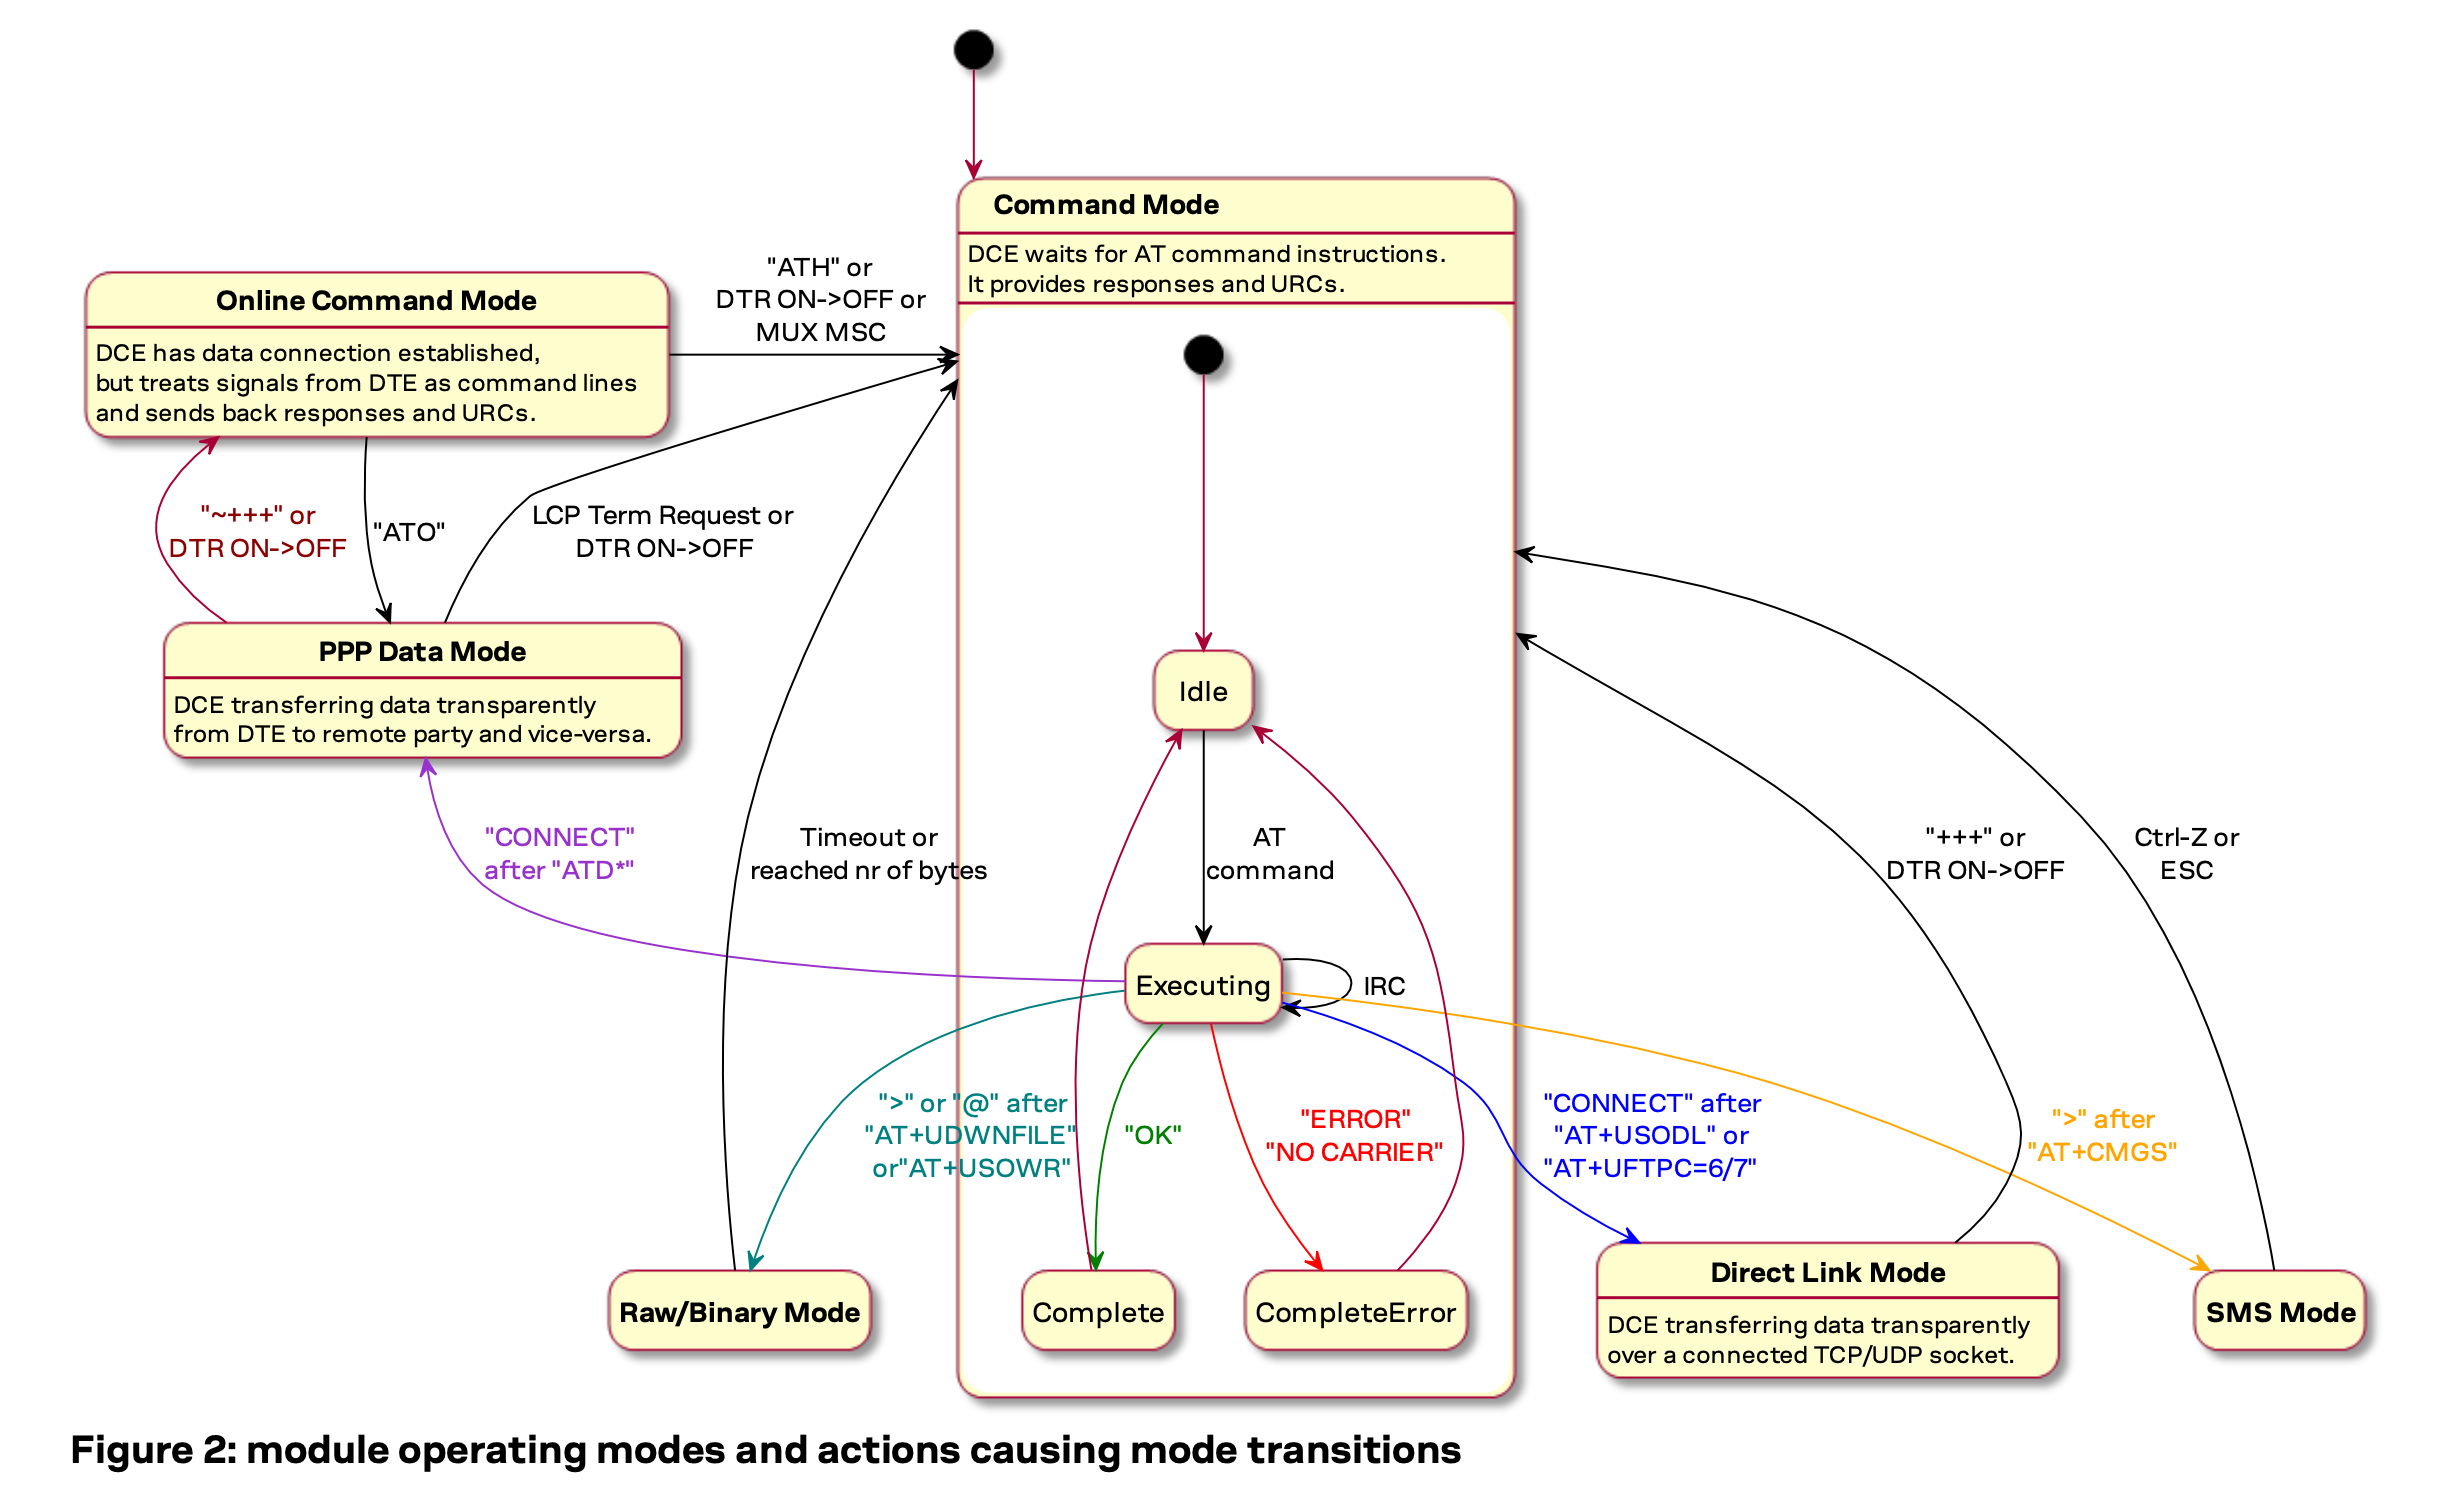 Command Mode
DCE waits for AT command instructions.
It provides responses and URCs.
"ATH" or
DTR ON->OFF or
MUX MSC
Online Command Mode
DCE has data connection established,
but treats signals from DTE as command lines
and sends back responses and URCs.
"~+++" or
DTR ON->OFF
"ATO"
LCP Term Request or
DTR ON->OFF
PPP Data Mode
DCE transferring data transparently
from DTE to remote party and vice-versa.
Idle
"CONNECT"
after "ATD*"
Timeout or
reached nr of bytes
AT
command
"+++" or
DTR ON->OFF
Ctrl-Z or
ESC
Executing
IRC
">" or "@" after
"AT+UDWNFILE"
or"AT+USOWR"
"OK"
"ERROR"
"NO CARRIER"
"CONNECT" after
"AT+USODL" or
"AT+UFTPC=6/7"
">" after
"AT+CMGS"
Raw/Binary Mode
Complete
CompleteError
Direct Link Mode
DCE transferring data transparently
over a connected TCP/UDP socket.
SMS Mode
Figure 2: module operating modes and actions causing mode transitions